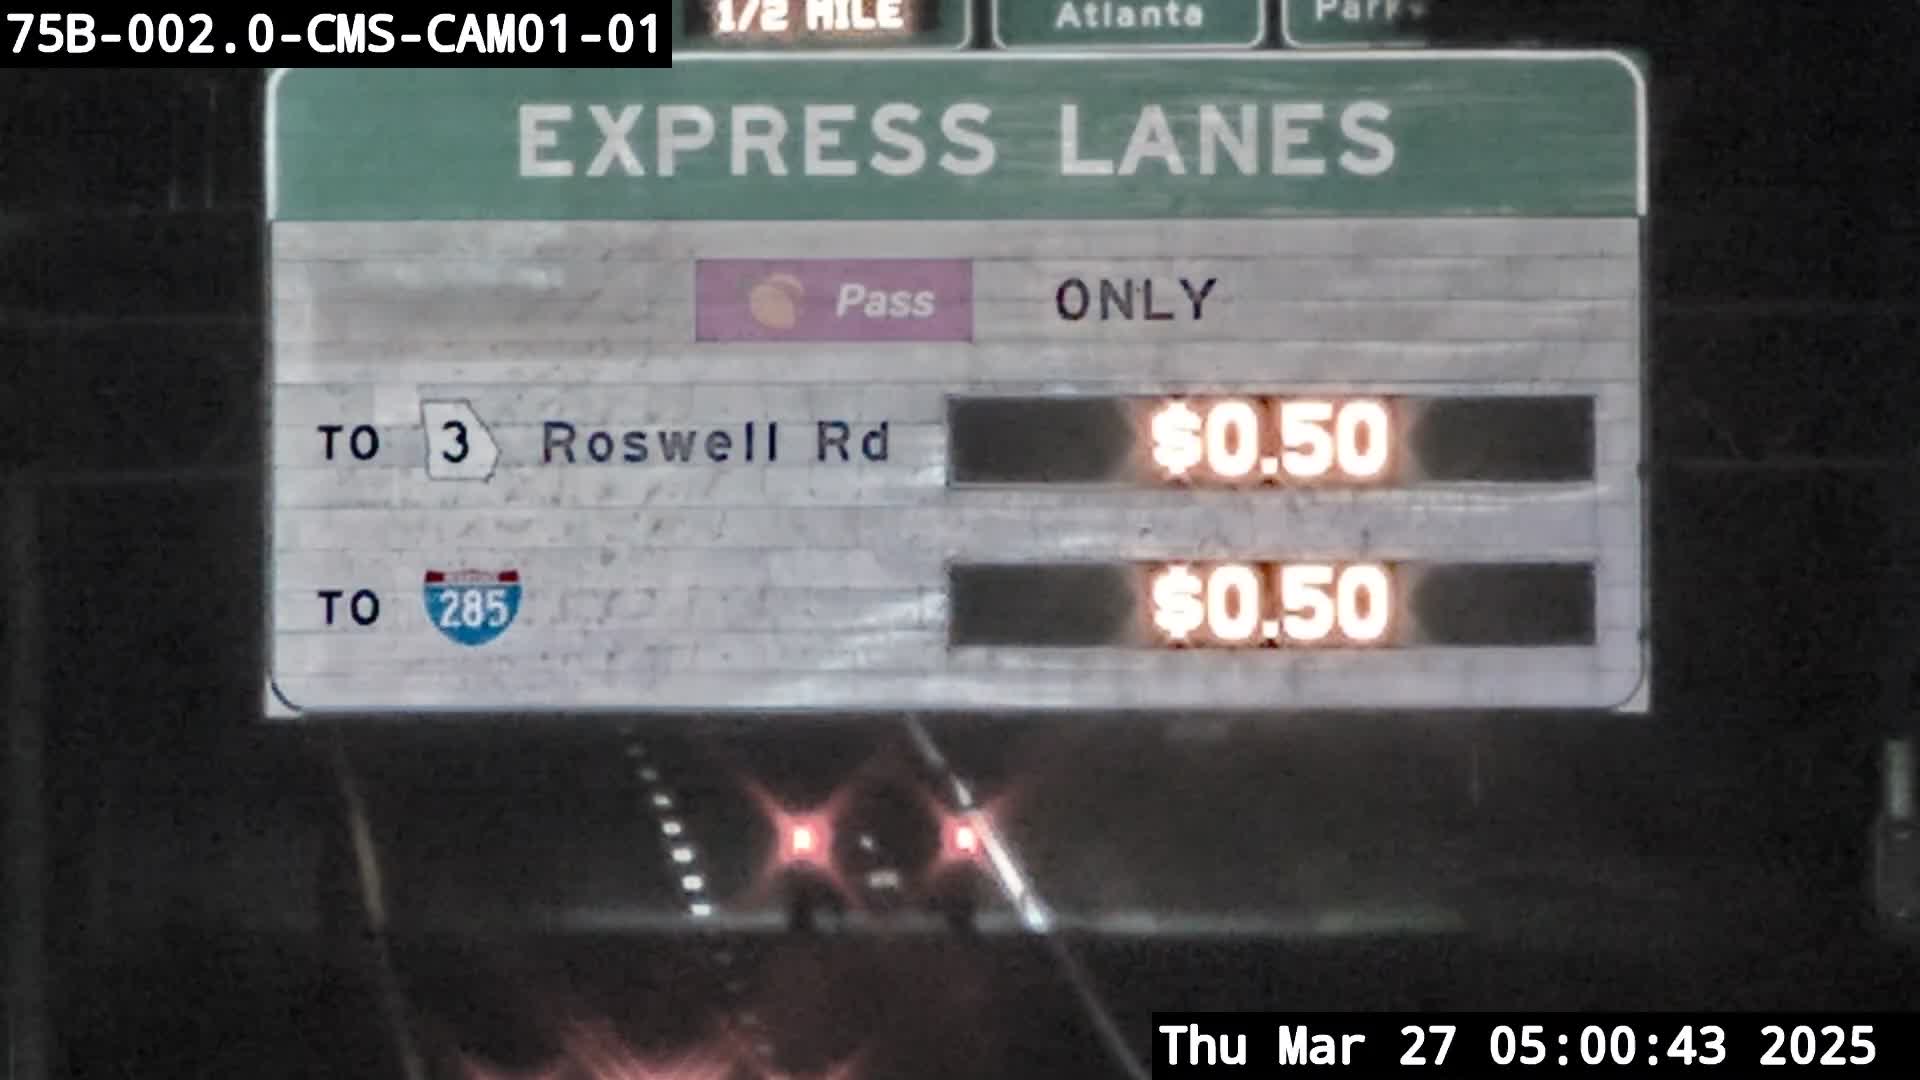 75B-002.0-CMS-CAM01-01
1/2 MILE
Atlanta
EXPRESS LANES
Pass ONLY
TO 3 Roswell Rd $0.50
TO 285 $0.50
Thu Mar 27 05:00:43 2025